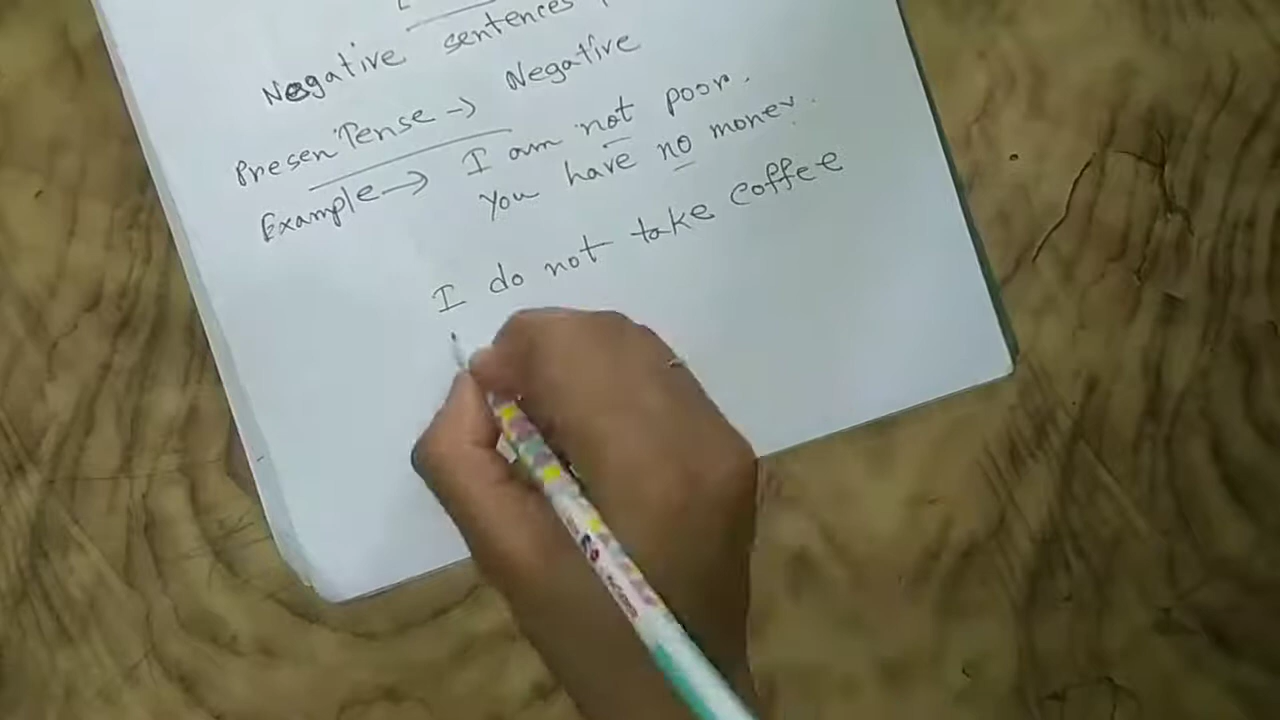 Negative sentences
Presen Tense → Negative
Example → I am not poor.
You have no money.
I do not take coffee